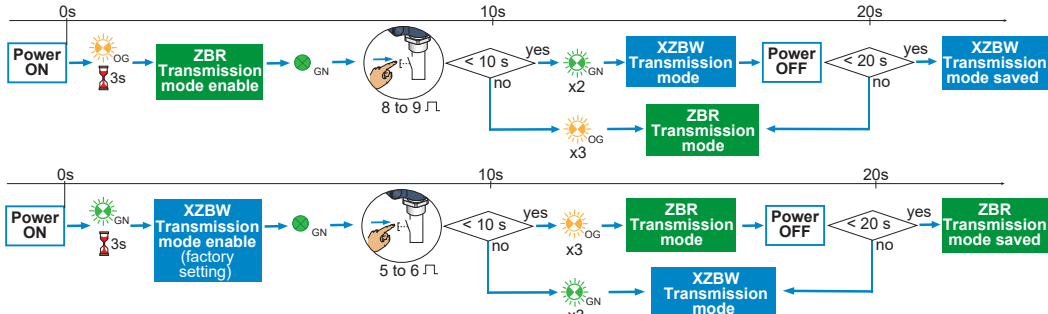 0s 10s 20s
Power
ON
OG
3s
ZBR
Transmission
mode enable
GN
8 to 9
< 10 s
yes
no
GN
x2
XZBW
Transmission
mode
Power
OFF
< 20 s
yes
no
XZBW
Transmission
mode saved
OG
x3
ZBR
Transmission
mode
0s 10s 20s
Power
ON
GN
3s
XZBW
Transmission
mode enable
(factory
setting)
GN
5 to 6
< 10 s
yes
no
OG
x3
ZBR
Transmission
mode
Power
OFF
< 20 s
yes
no
ZBR
Transmission
mode saved
GN
XZBW
Transmission
mode